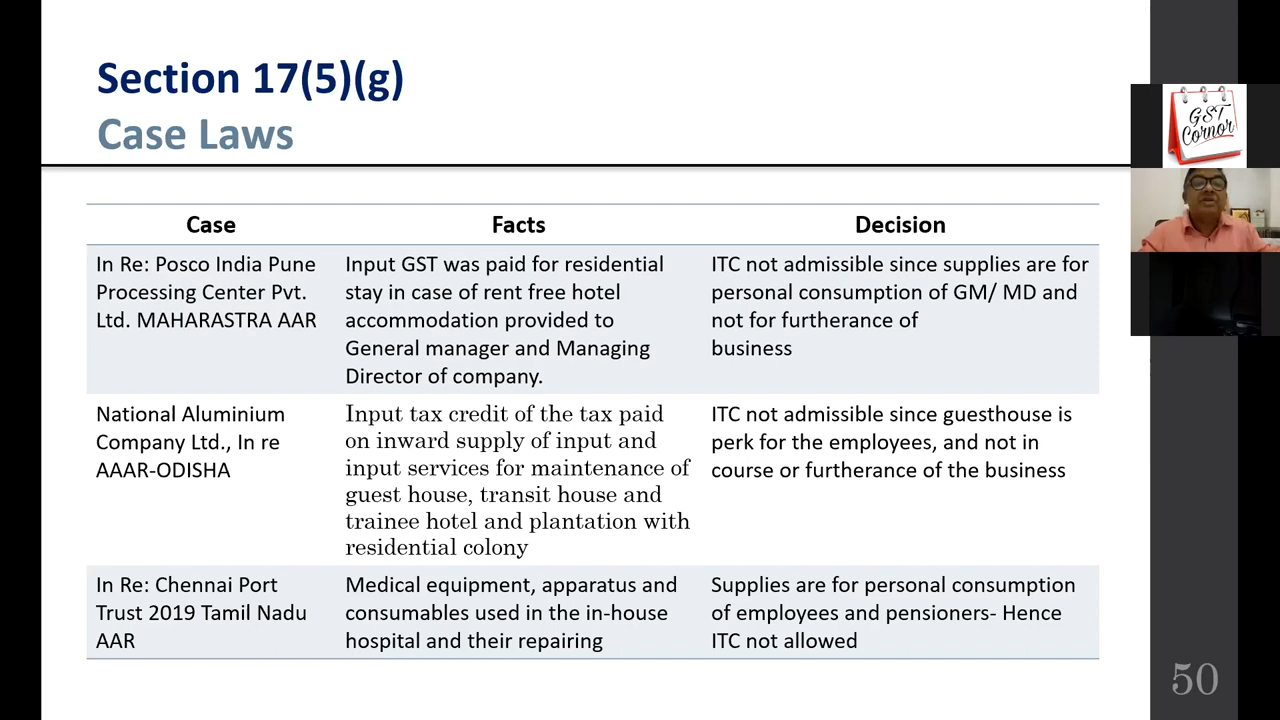 Section 17(5)(g)
Case Laws
GST
Cornor
Case
Facts
Decision
In Re: Posco India Pune
Processing Center Pvt.
Ltd. MAHARASTRA AAR
Input GST was paid for residential
stay in case of rent free hotel
accommodation provided to
General manager and Managing
Director of company.
ITC not admissible since supplies are for
personal consumption of GM/ MD and
not for furtherance of
business
National Aluminium
Company Ltd., In re
AAAR-ODISHA
Input tax credit of the tax paid
on inward supply of input and
input services for maintenance of
guest house, transit house and
trainee hotel and plantation with
residential colony
ITC not admissible since guesthouse is
perk for the employees, and not in
course or furtherance of the business
In Re: Chennai Port
Trust 2019 Tamil Nadu
AAR
Medical equipment, apparatus and
consumables used in the in-house
hospital and their repairing
Supplies are for personal consumption
of employees and pensioners- Hence
ITC not allowed
50